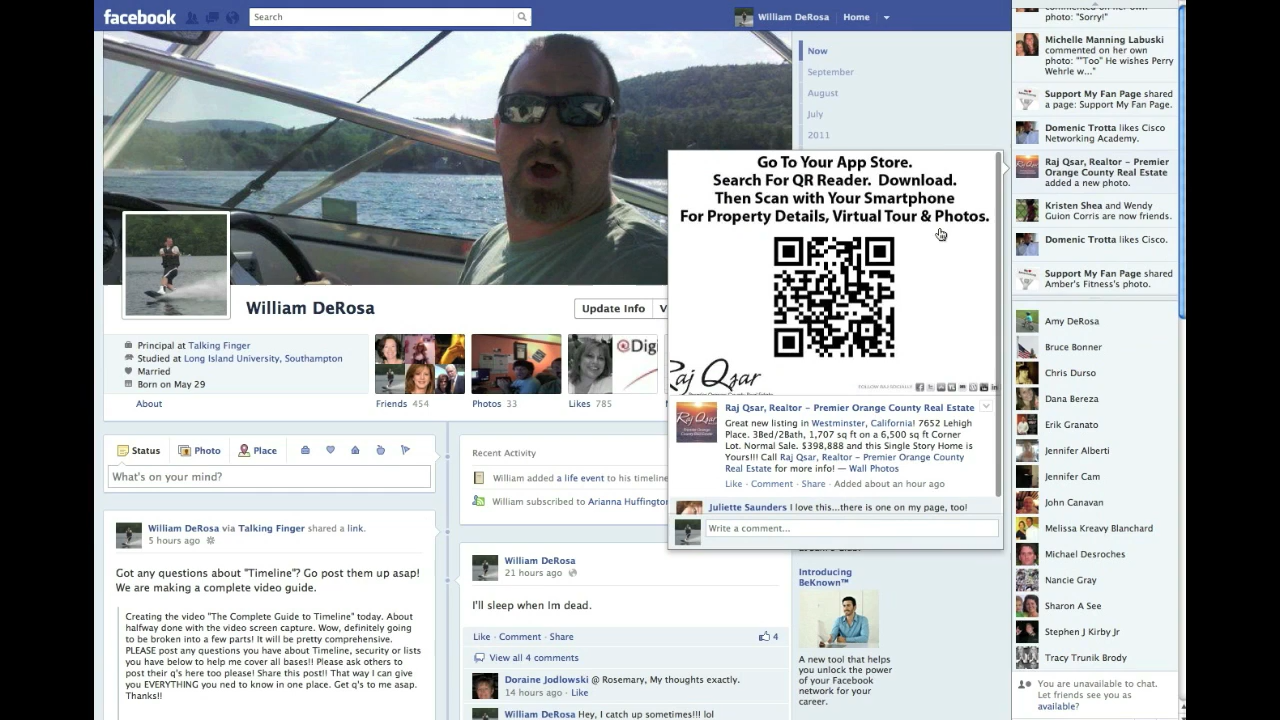 facebook
Search
William DeRosa
Home
Now
September
August
July
2011
Go To Your App Store.
Search For QR Reader. Download.
Then Scan with Your Smartphone
For Property Details, Virtual Tour & Photos.
Raj Qsar
FOLLOW RAJ SOCIALLY
Raj Qsar, Realtor – Premier Orange County Real Estate
Great new listing in Westminster, California! 7652 Lehigh
Place. 3Bed/2Bath, 1,707 sq ft on a 6,500 sq ft Corner
Lot. Normal Sale. $398,888 and this Single Story Home is
Yours!!! Call Raj Qsar, Realtor – Premier Orange County
Real Estate for more info! — Wall Photos
Like · Comment · Share · Added about an hour ago
Juliette Saunders I love this...there is one on my page, too!
Write a comment...
William DeRosa
Update Info
V
Principal at Talking Finger
Studied at Long Island University, Southampton
Married
Born on May 29
About
Friends 454
Photos 33
Likes 785
Dig
Status
Photo
Place
What's on your mind?
William DeRosa via Talking Finger shared a link.
5 hours ago
Got any questions about "Timeline"? Go post them up asap!
We are making a complete video guide.
Creating the video "The Complete Guide to Timeline" today. About
halfway done with the video screen capture. Wow, definitely going
to be broken into a few parts! It will be pretty comprehensive.
PLEASE post any questions you have about Timeline, security or lists
you have below to help me cover all bases!! Please ask others to
post their q's here too please! Share this post!! That way I can give
you EVERYTHING you ned to know in one place. Get q's to me asap.
Thanks!!
Recent Activity
William added a life event to his timeline
William subscribed to Arianna Huffington
William DeRosa
21 hours ago
I'll sleep when Im dead.
Like · Comment · Share
4
View all 4 comments
Doraine Jodlowski @ Rosemary, My thoughts exactly.
14 hours ago · Like
William DeRosa Hey, I catch up sometimes!!! lol
Introducing
BeKnown™
A new tool that helps
you unlock the power
of your Facebook
network for your
career.
commented on her own
photo: "Sorry!"
Michelle Manning Labuski
commented on her own
photo: ""Too" He wishes Perry
Wehrle w..."
Support My Fan Page shared
a page: Support My Fan Page.
Domenic Trotta likes Cisco
Networking Academy.
Raj Qsar, Realtor – Premier
Orange County Real Estate
added a new photo.
Kristen Shea and Wendy
Guion Corris are now friends.
Domenic Trotta likes Cisco.
Support My Fan Page shared
Amber's Fitness's photo.
Amy DeRosa
Bruce Bonner
Chris Durso
Dana Bereza
Erik Granato
Jennifer Alberti
Jennifer Cam
John Canavan
Melissa Kreavy Blanchard
Michael Desroches
Nancie Gray
Sharon A See
Stephen J Kirby Jr
Tracy Trunik Brody
You are unavailable to chat.
Let friends see you as
available?